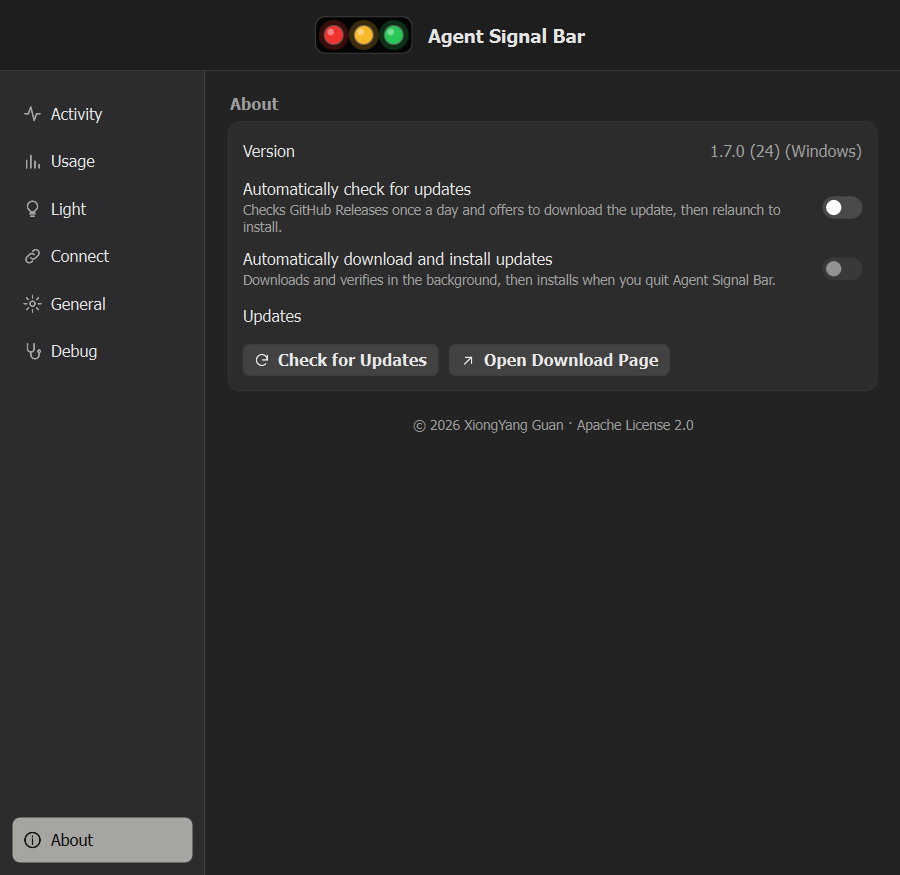 Agent Signal Bar
Activity
Usage
Light
Connect
General
Debug
About
About
Version
1.7.0 (24) (Windows)
Automatically check for updates
Checks GitHub Releases once a day and offers to download the update, then relaunch to
install.
Automatically download and install updates
Downloads and verifies in the background, then installs when you quit Agent Signal Bar.
Updates
Check for Updates
Open Download Page
© 2026 XiongYang Guan · Apache License 2.0